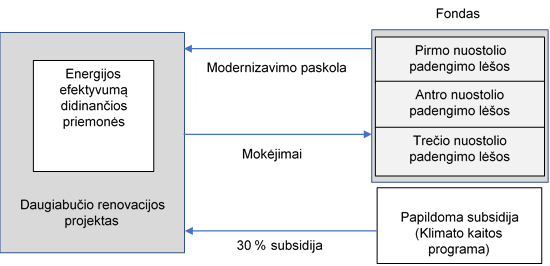 Fondas
Energijos
efektyvumą
didinančios
priemonės
Daugiabučio renovacijos
projektas
Modernizavimo paskola
Mokėjimai
30 % subsidija
Pirmo nuostolio
padengimo lėšos
Antro nuostolio
padengimo lėšos
Trečio nuostolio
padengimo lėšos
Papildoma subsidija
(Klimato kaitos
programa)